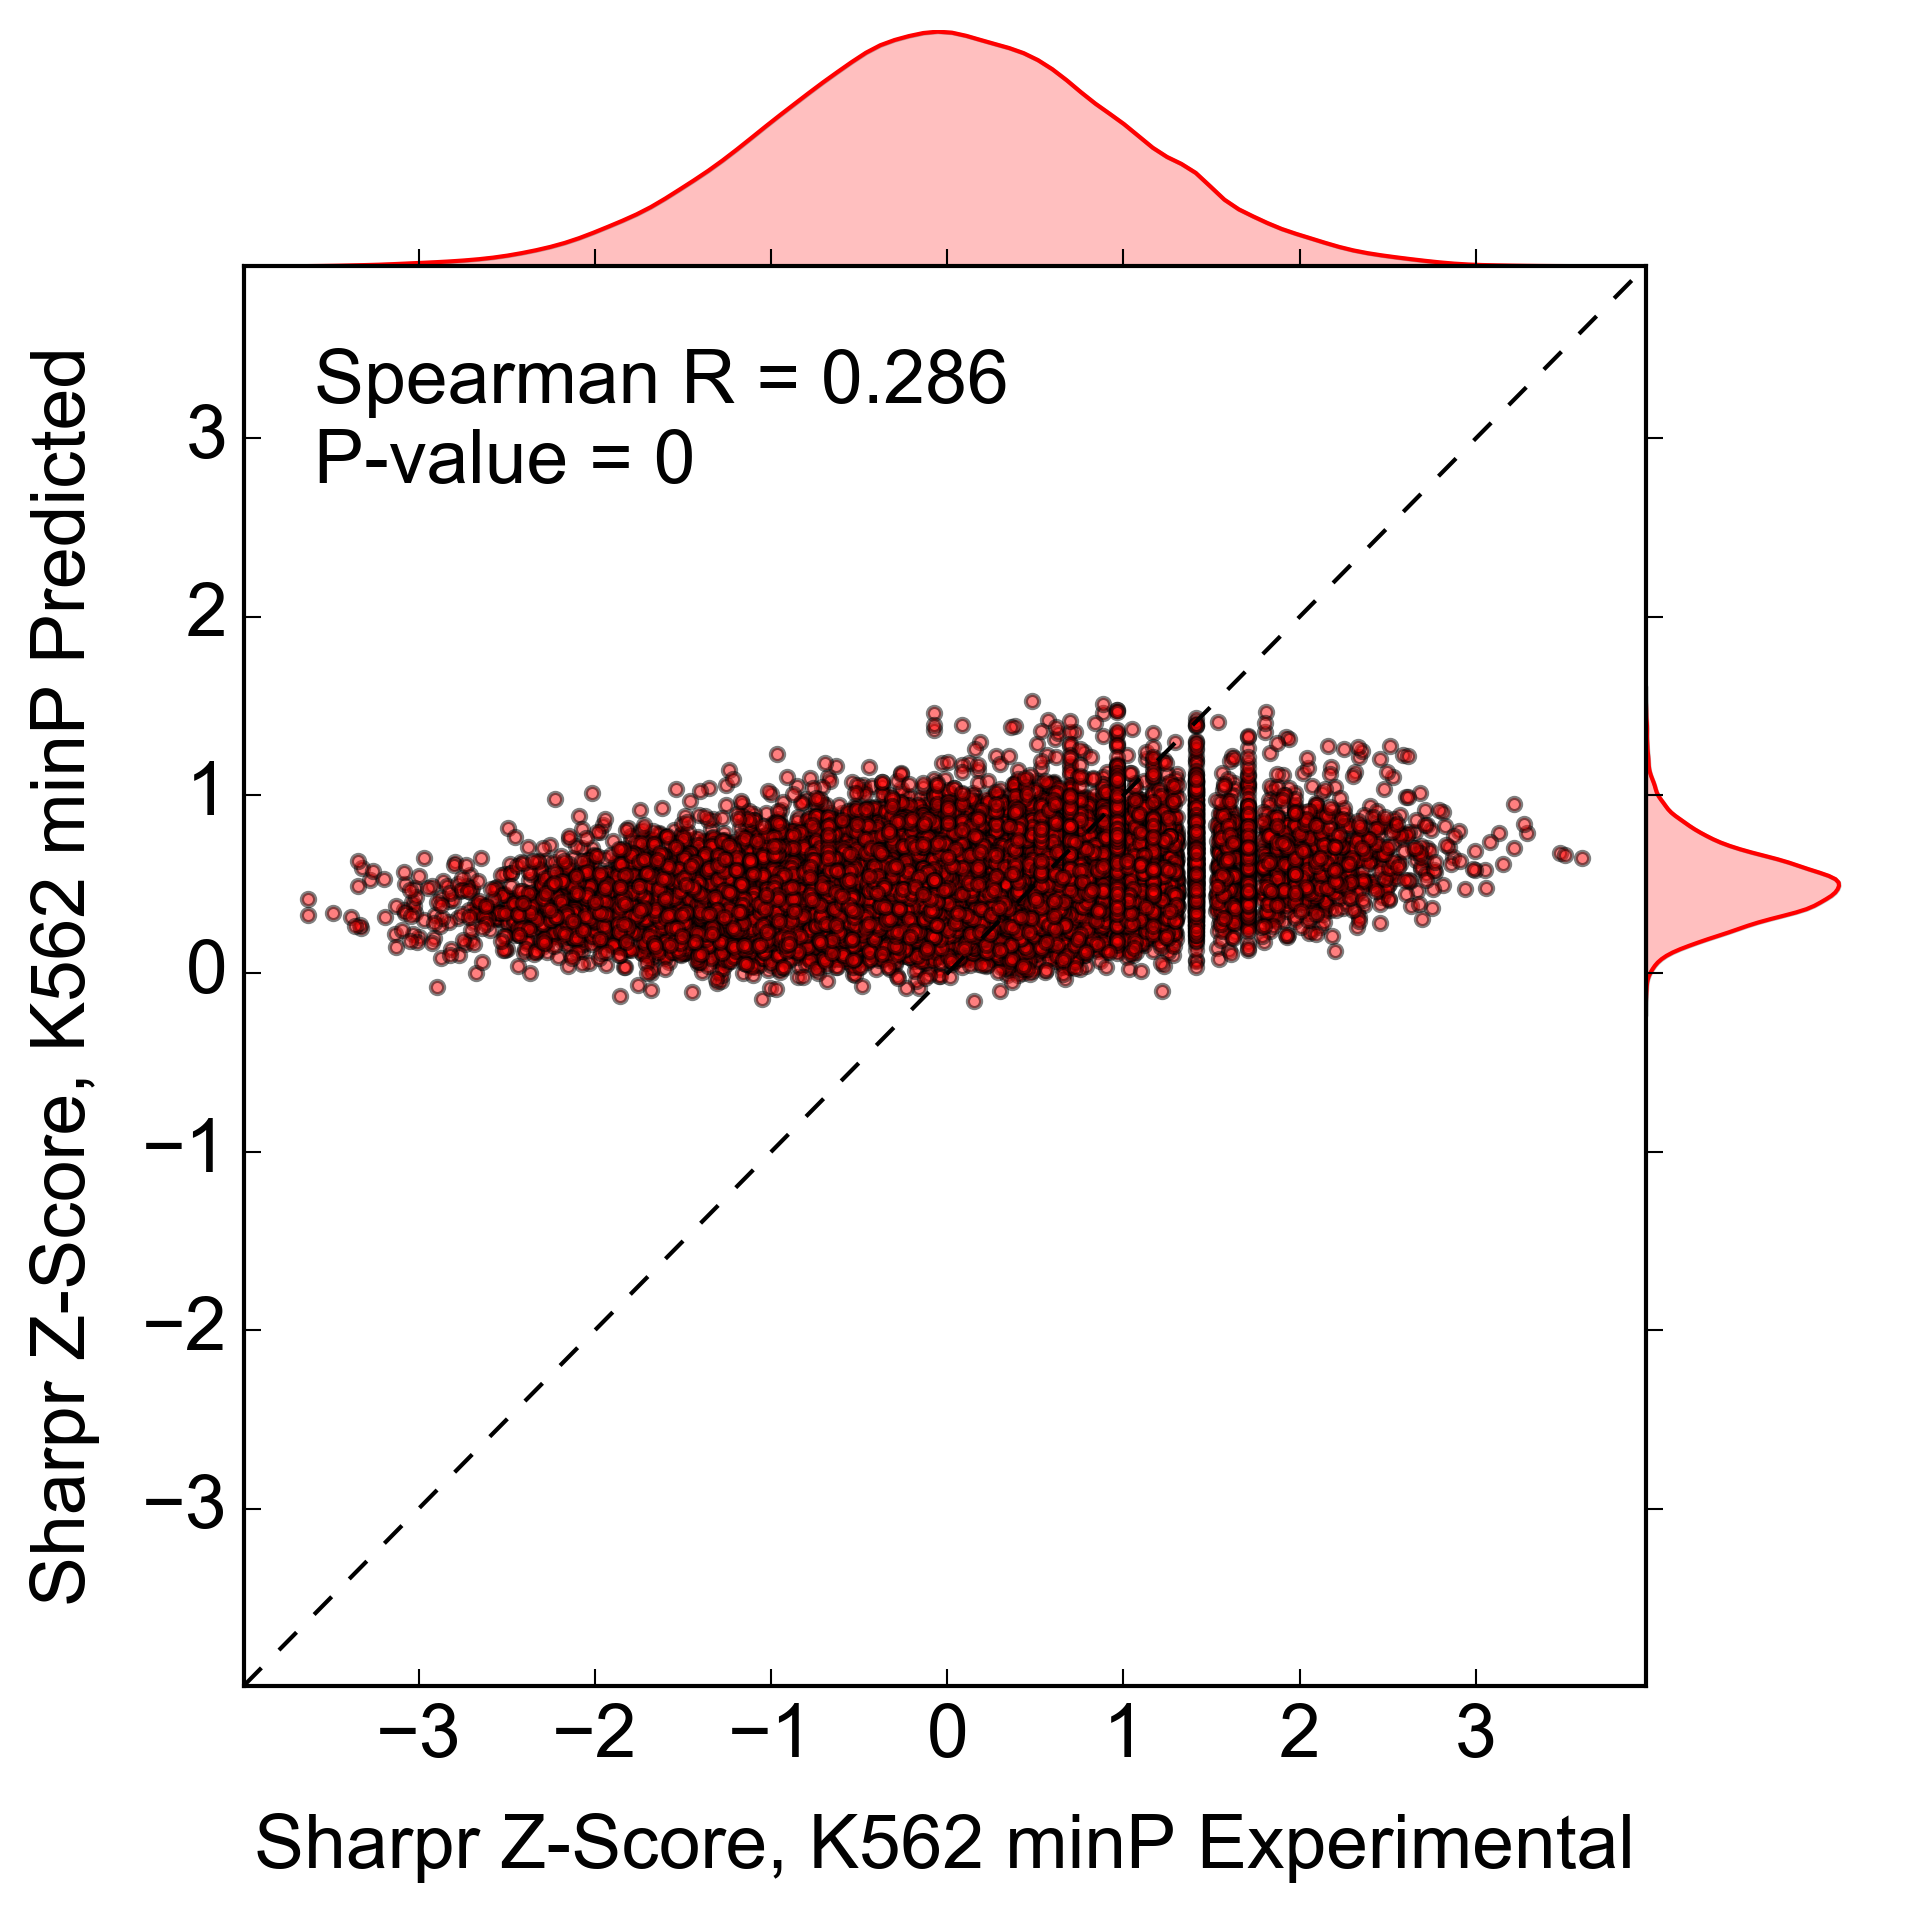 Spearman R = 0.286
P-value = 0
3
2
1
0
−1
−2
−3
Sharpr Z-Score, K562 minP Predicted
−3 −2 −1 0 1 2 3
Sharpr Z-Score, K562 minP Experimental